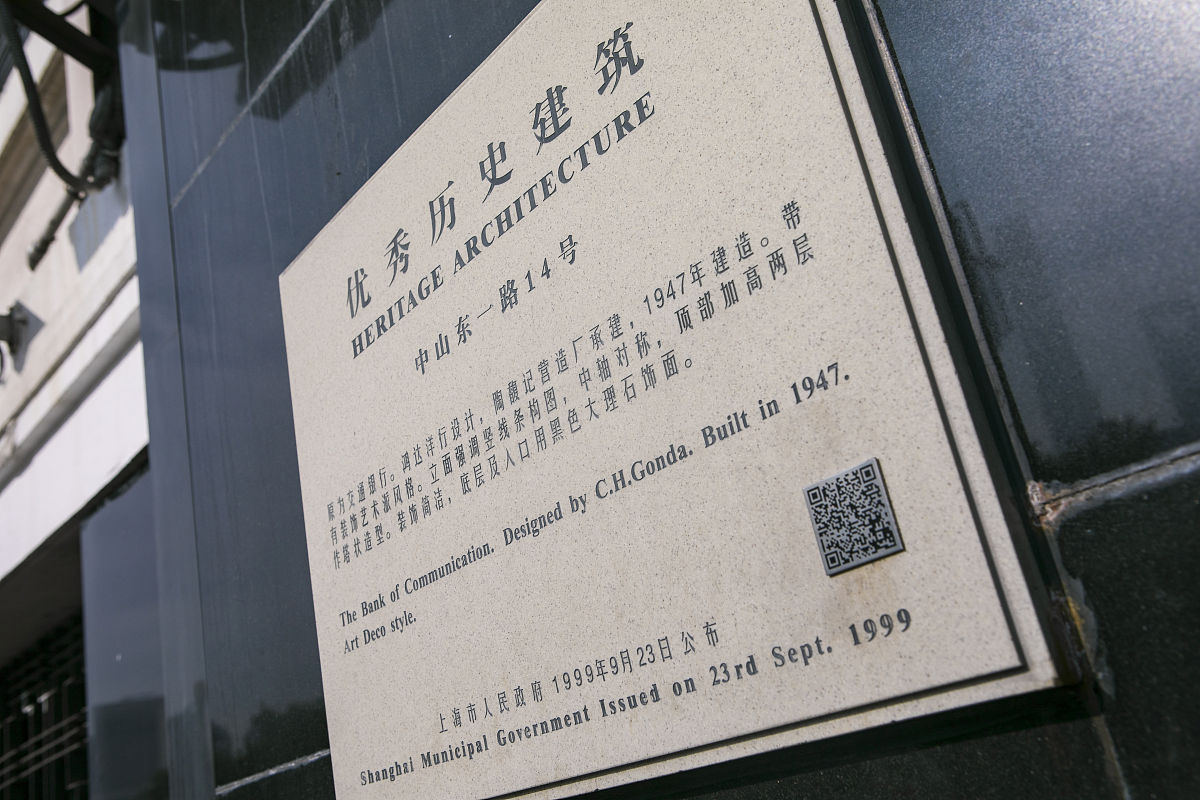 优秀历史建筑
HERITAGE ARCHITECTURE
中山东一路14号
原为交通银行。鸿达洋行设计，陶馥记营造厂承建，1947年建造。带
有装饰艺术派风格。立面强调竖线条构图，中轴对称，顶部加高两层
作塔状造型。装饰简洁，底层及入口用黑色大理石饰面。
The Bank of Communication. Designed by C.H.Gonda. Built in 1947.
Art Deco style.
上海市人民政府 1999年9月23日 公布
Shanghai Municipal Government Issued on 23rd Sept. 1999